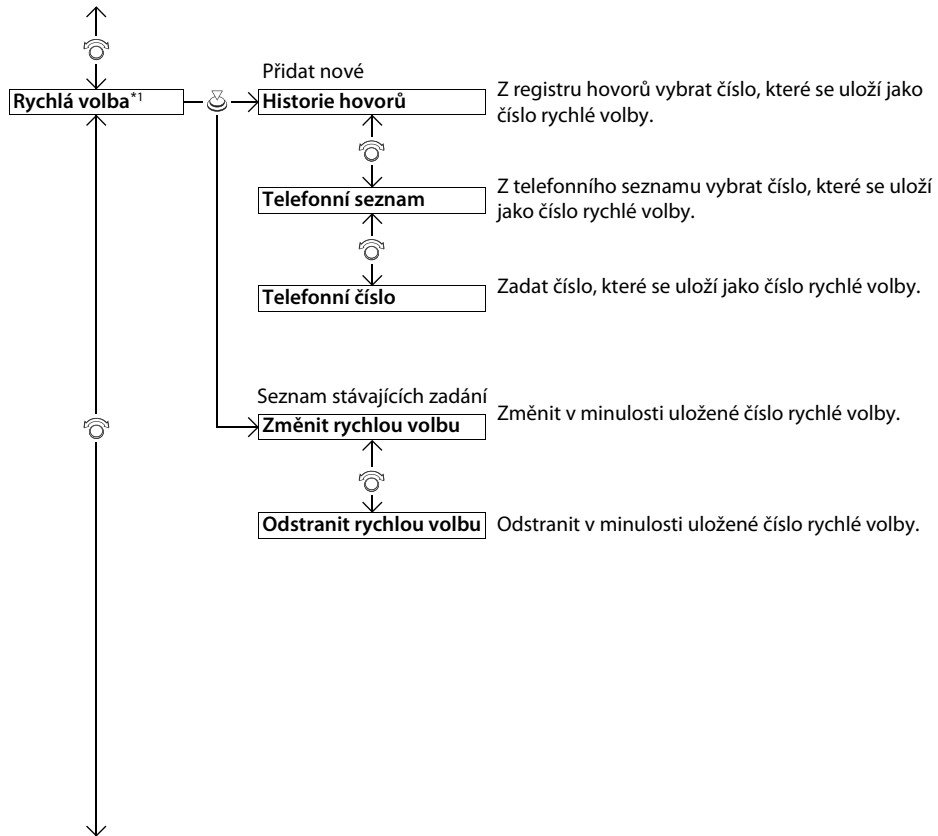 Přidat nové
Rychlá volba*1
Historie hovorů
Z registru hovorů vybrat číslo, které se uloží jako
číslo rychlé volby.
Telefonní seznam
Z telefonního seznamu vybrat číslo, které se uloží
jako číslo rychlé volby.
Telefonní číslo
Zadat číslo, které se uloží jako číslo rychlé volby.
Seznam stávajících zadání
Změnit rychlou volbu
Změnit v minulosti uložené číslo rychlé volby.
Odstranit rychlou volbu
Odstranit v minulosti uložené číslo rychlé volby.